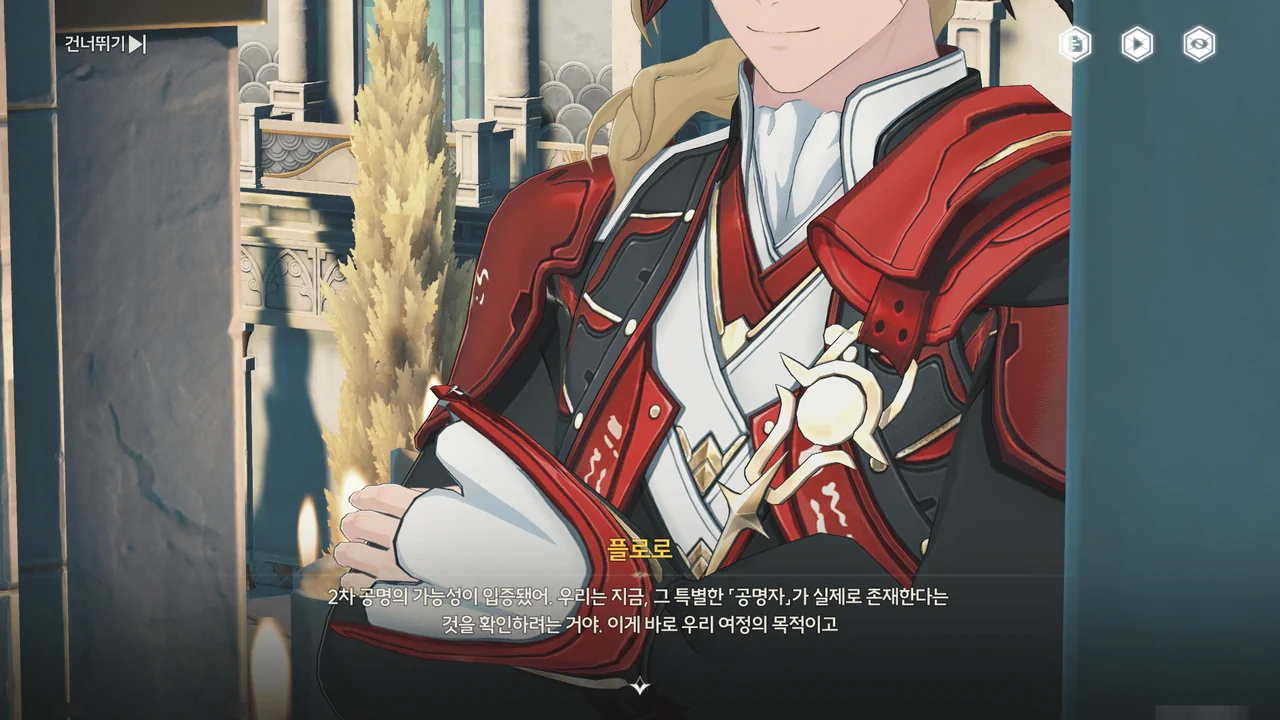 건너뛰기
플로로
2차 공명의 가능성이 입증됐어. 우리는 지금, 그 특별한 「공명자」가 실제로 존재한다는
것을 확인하려는 거야. 이게 바로 우리 여정의 목적이고